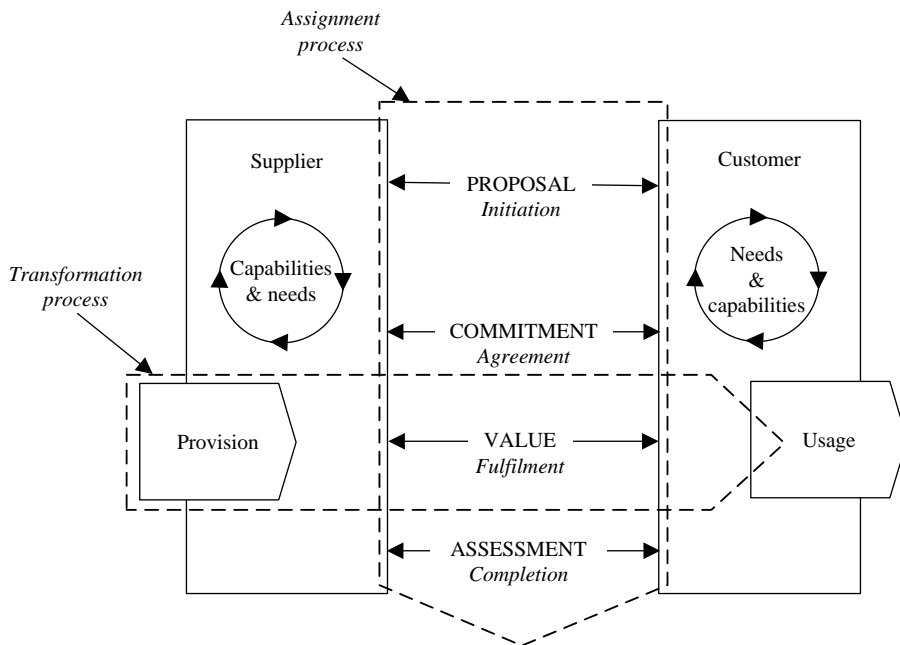 Assignment
process
Supplier
Customer
PROPOSAL
Initiation
Transformation
process
Capabilities
& needs
Needs
&
capabilities
COMMITMENT
Agreement
Provision
VALUE
Fulfilment
Usage
ASSESSMENT
Completion